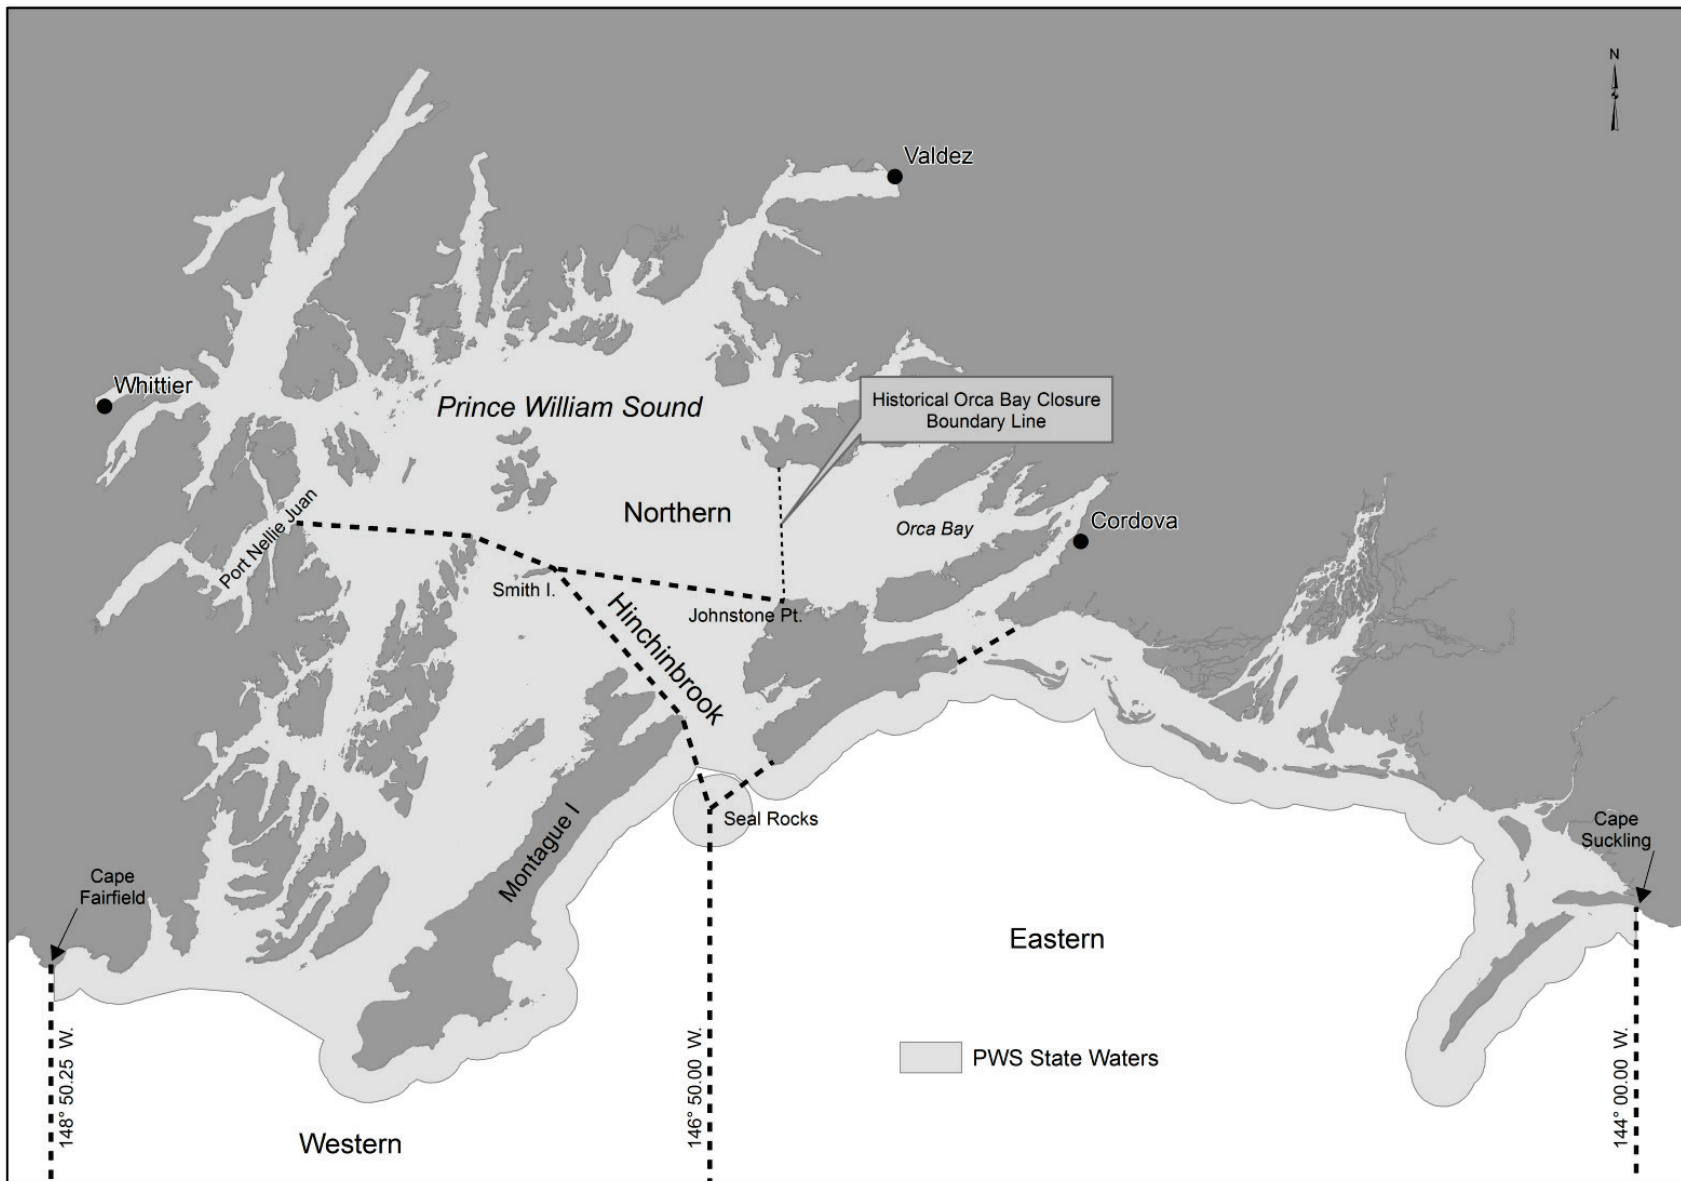 N
Valdez
Whittier
Prince William Sound
Historical Orca Bay Closure
Boundary Line
Northern
Orca Bay
Cordova
Port Nellie Juan
Smith I.
Johnstone Pt.
Hinchinbrook
Seal Rocks
Montague I
Cape
Fairfield
Cape
Suckling
Eastern
PWS State Waters
Western
148° 50.25 W.
146° 50.00 W.
144° 00.00 W.